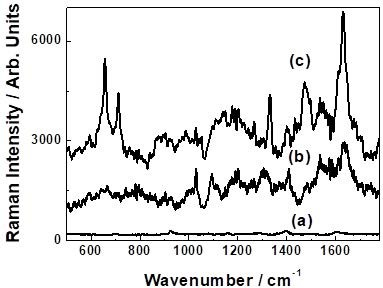 Raman Intensity / Arb. Units
6000
3000
0
(c)
(b)
(a)
600 800 1000 1200 1400 1600
Wavenumber / cm-1